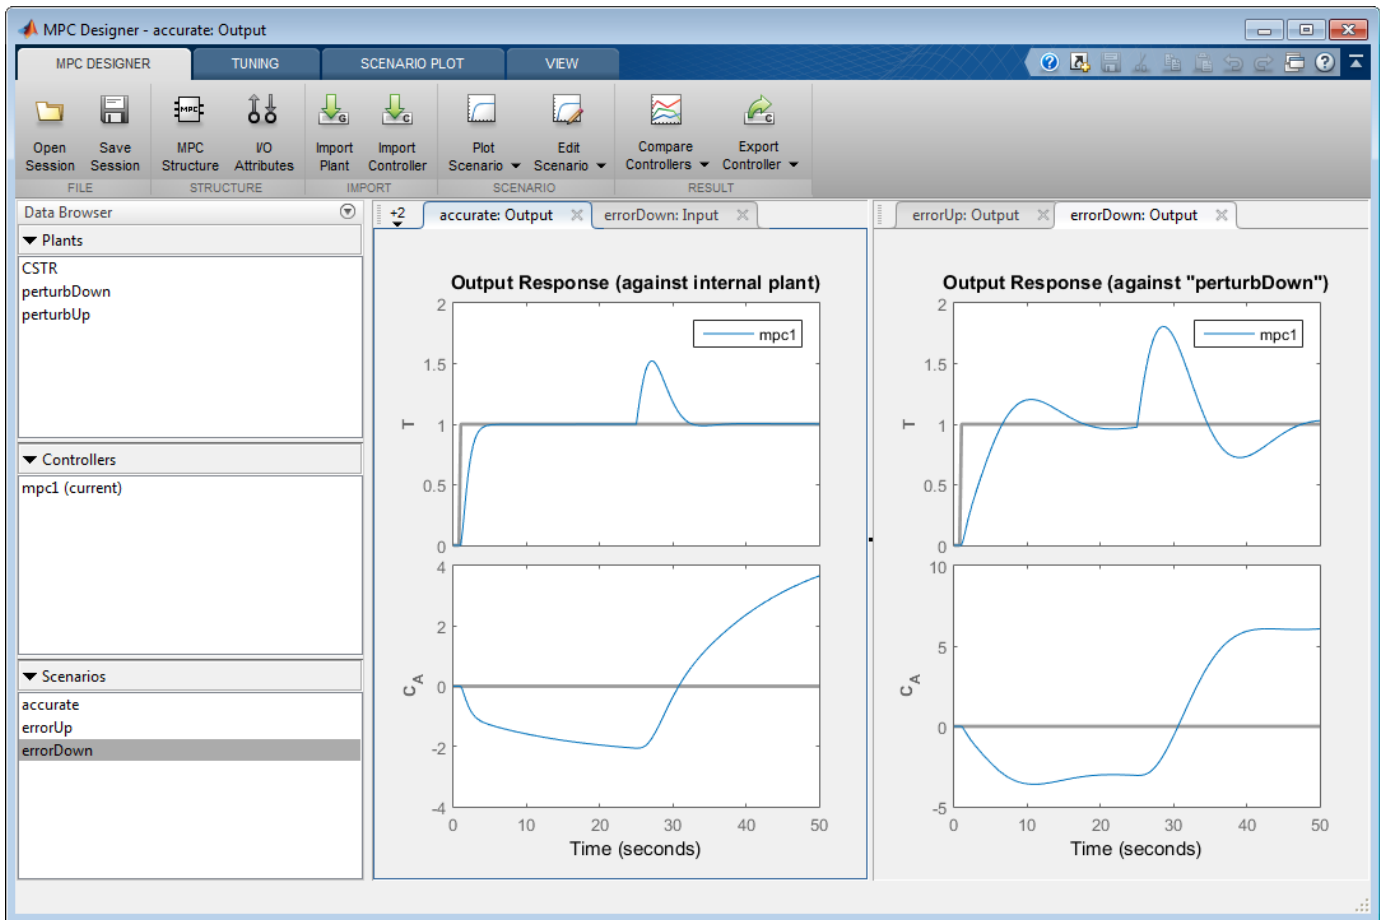 MPC Designer - accurate: Output
MPC DESIGNER TUNING SCENARIO PLOT VIEW
Open Session
Save Session
MPC Structure
I/O Attributes
Import Plant
Import Controller
Plot Scenario
Edit Scenario
Compare Controllers
Export Controller
FILE STRUCTURE IMPORT SCENARIO RESULT
Data Browser
Plants
CSTR
perturbDown
perturbUp
Controllers
mpc1 (current)
Scenarios
accurate
errorUp
errorDown
+2 accurate: Output errorDown: Input
Output Response (against internal plant)
mpc1
T
2
1.5
1
0.5
0
C_A
4
2
0
-2
-4
0 10 20 30 40 50
Time (seconds)
errorUp: Output errorDown: Output
Output Response (against "perturbDown")
mpc1
T
2
1.5
1
0.5
0
C_A
10
5
0
-5
0 10 20 30 40 50
Time (seconds)